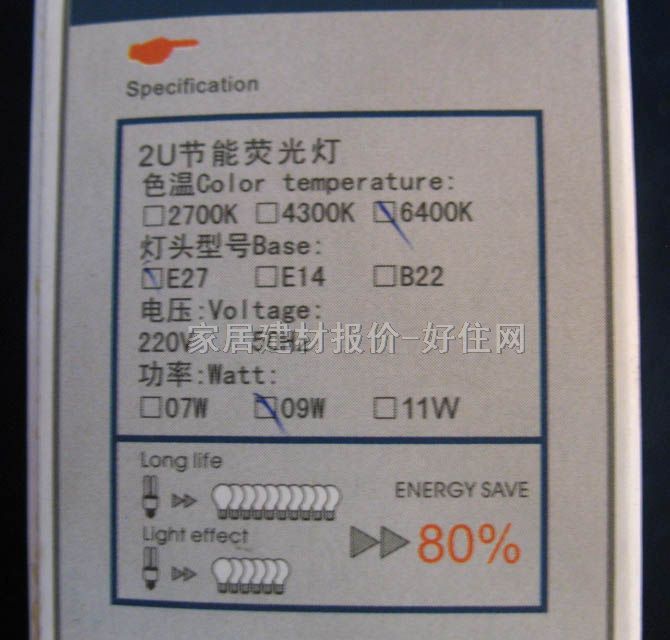 Specification
2U节能荧光灯
色温Color temperature:
□2700K □4300K □6400K
灯头型号Base:
□E27 □E14 □B22
电压:Voltage:
220V
家居建材报价-好住网
功率:Watt:
□07W □09W □11W
Long life
ENERGY SAVE
Light effect
80%